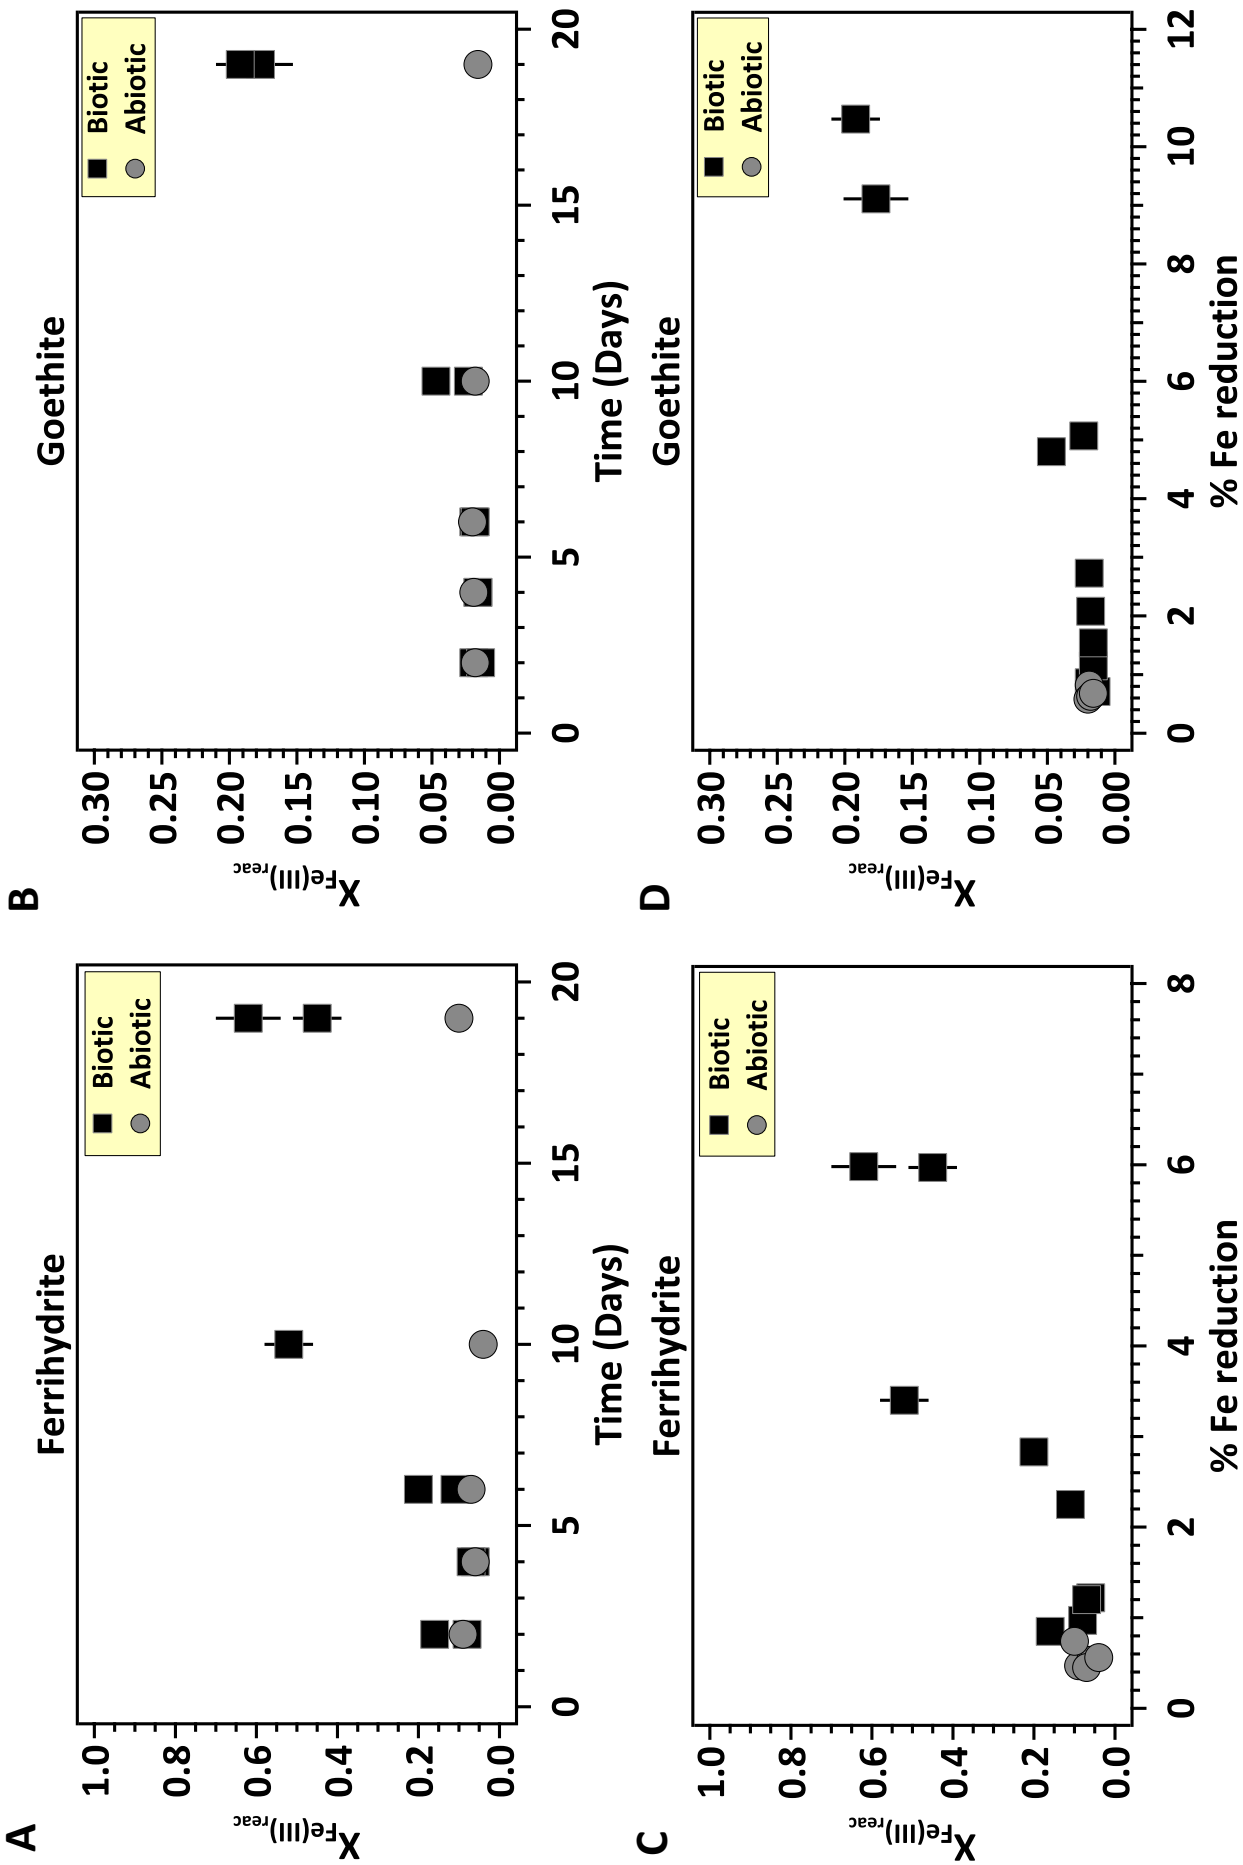 A
Ferrihydrite
Biotic
Abiotic
XFe(III)reac
1.0
0.8
0.6
0.4
0.2
0.0
0 5 10 15 20
Time (Days)
B
Goethite
Biotic
Abiotic
XFe(III)reac
0.30
0.25
0.20
0.15
0.10
0.05
0.00
0 5 10 15 20
Time (Days)
C
Ferrihydrite
Biotic
Abiotic
XFe(III)reac
1.0
0.8
0.6
0.4
0.2
0.0
0 2 4 6 8
% Fe reduction
D
Goethite
Biotic
Abiotic
XFe(III)reac
0.30
0.25
0.20
0.15
0.10
0.05
0.00
0 2 4 6 8 10 12
% Fe reduction